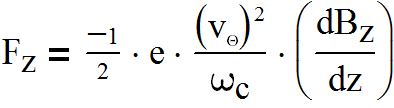 F_z = -1/2 · e · (v_Θ)²/ω_c · (dB_z/dz)